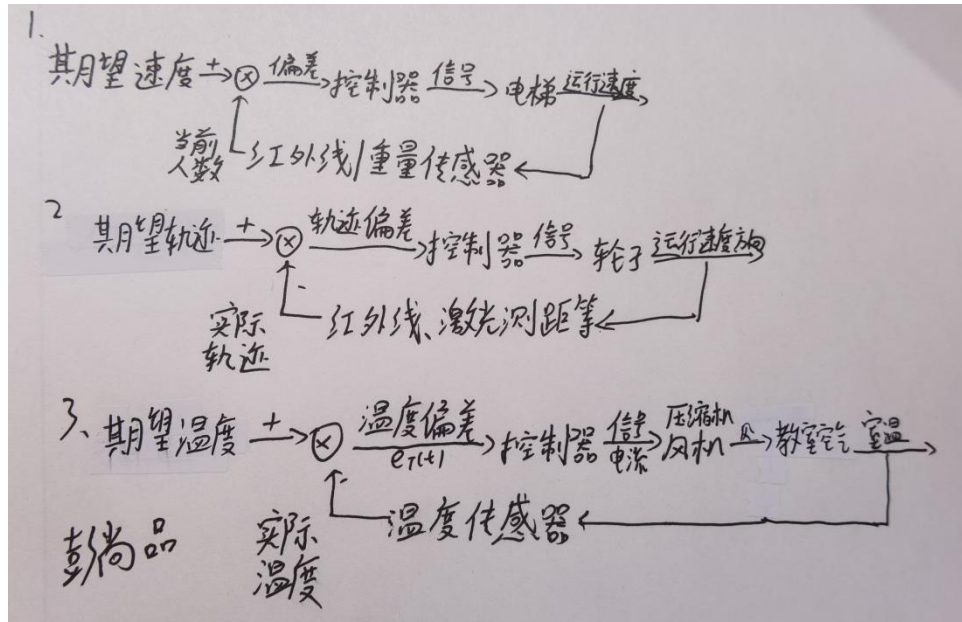 1.
期望速度 + 偏差 控制器 信号 电梯 运行速度
当前人数 红外线/重量传感器
2
期望轨迹 + 轨迹偏差 控制器 信号 轮子 运行速度方向
-
实际轨迹 红外线、激光测距等
3、期望温度 + 温度偏差 e_T(t) 控制器 信号 电流 压缩机 风机 教室空气 室温
-
实际温度 温度传感器
彭尚品